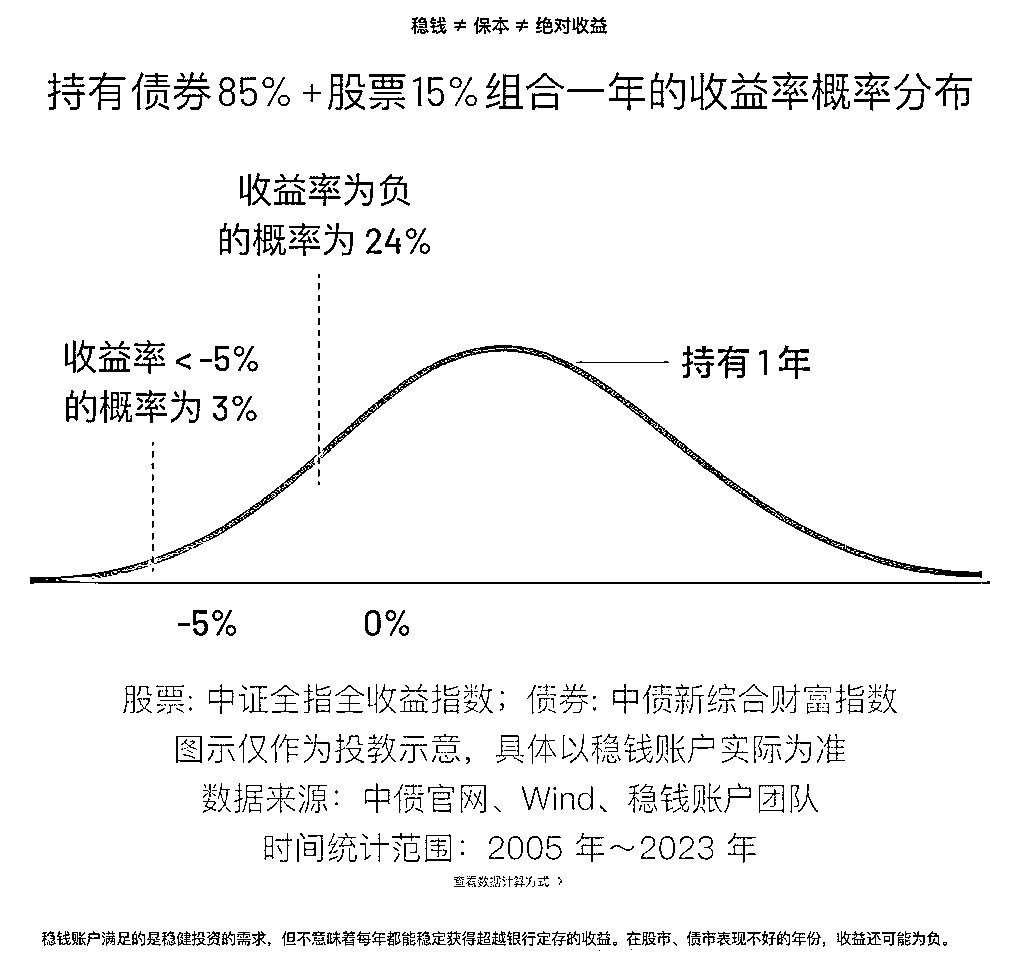 稳钱 ≠ 保本 ≠ 绝对收益
持有债券85%+股票15%组合一年的收益率概率分布
收益率为负
的概率为 24%
收益率 < -5%
的概率为 3%
持有1年
-5%
0%
股票: 中证全指全收益指数；债券: 中债新综合财富指数
图示仅作为投教示意，具体以稳钱账户实际为准
数据来源：中债官网、Wind、稳钱账户团队
时间统计范围：2005 年～2023 年
查看数据计算方式 >
稳钱账户满足的是稳健投资的需求，但不意味着每年都能稳定获得超越银行定存的收益。在股市、债市表现不好的年份，收益还可能为负。